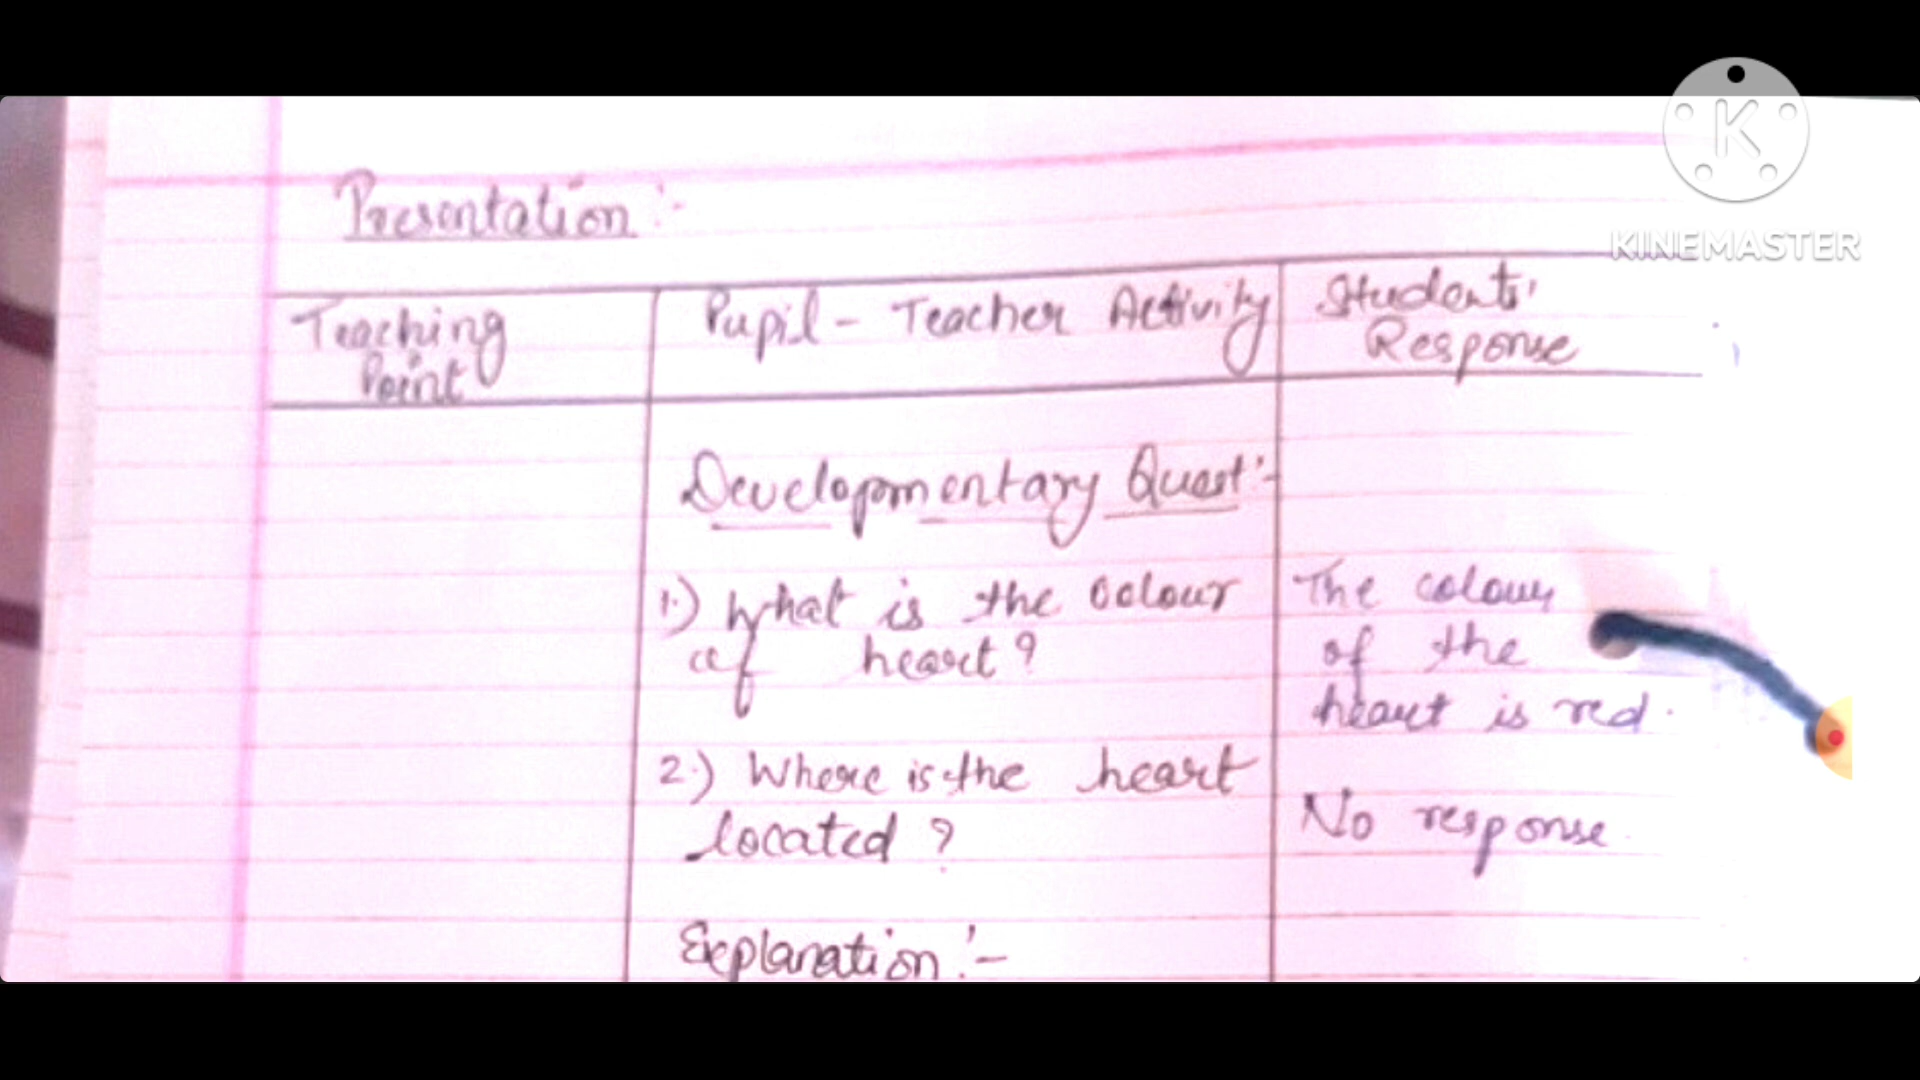 Presentation :-
Teaching
Point
Pupil - Teacher Activity
Students'
Response
Developmentary Quest :-
1.) What is the colour
of heart ?
The colour
of the
heart is red.
2.) Where is the heart
located ?
No response
Explanation :-
K
KINEMASTER